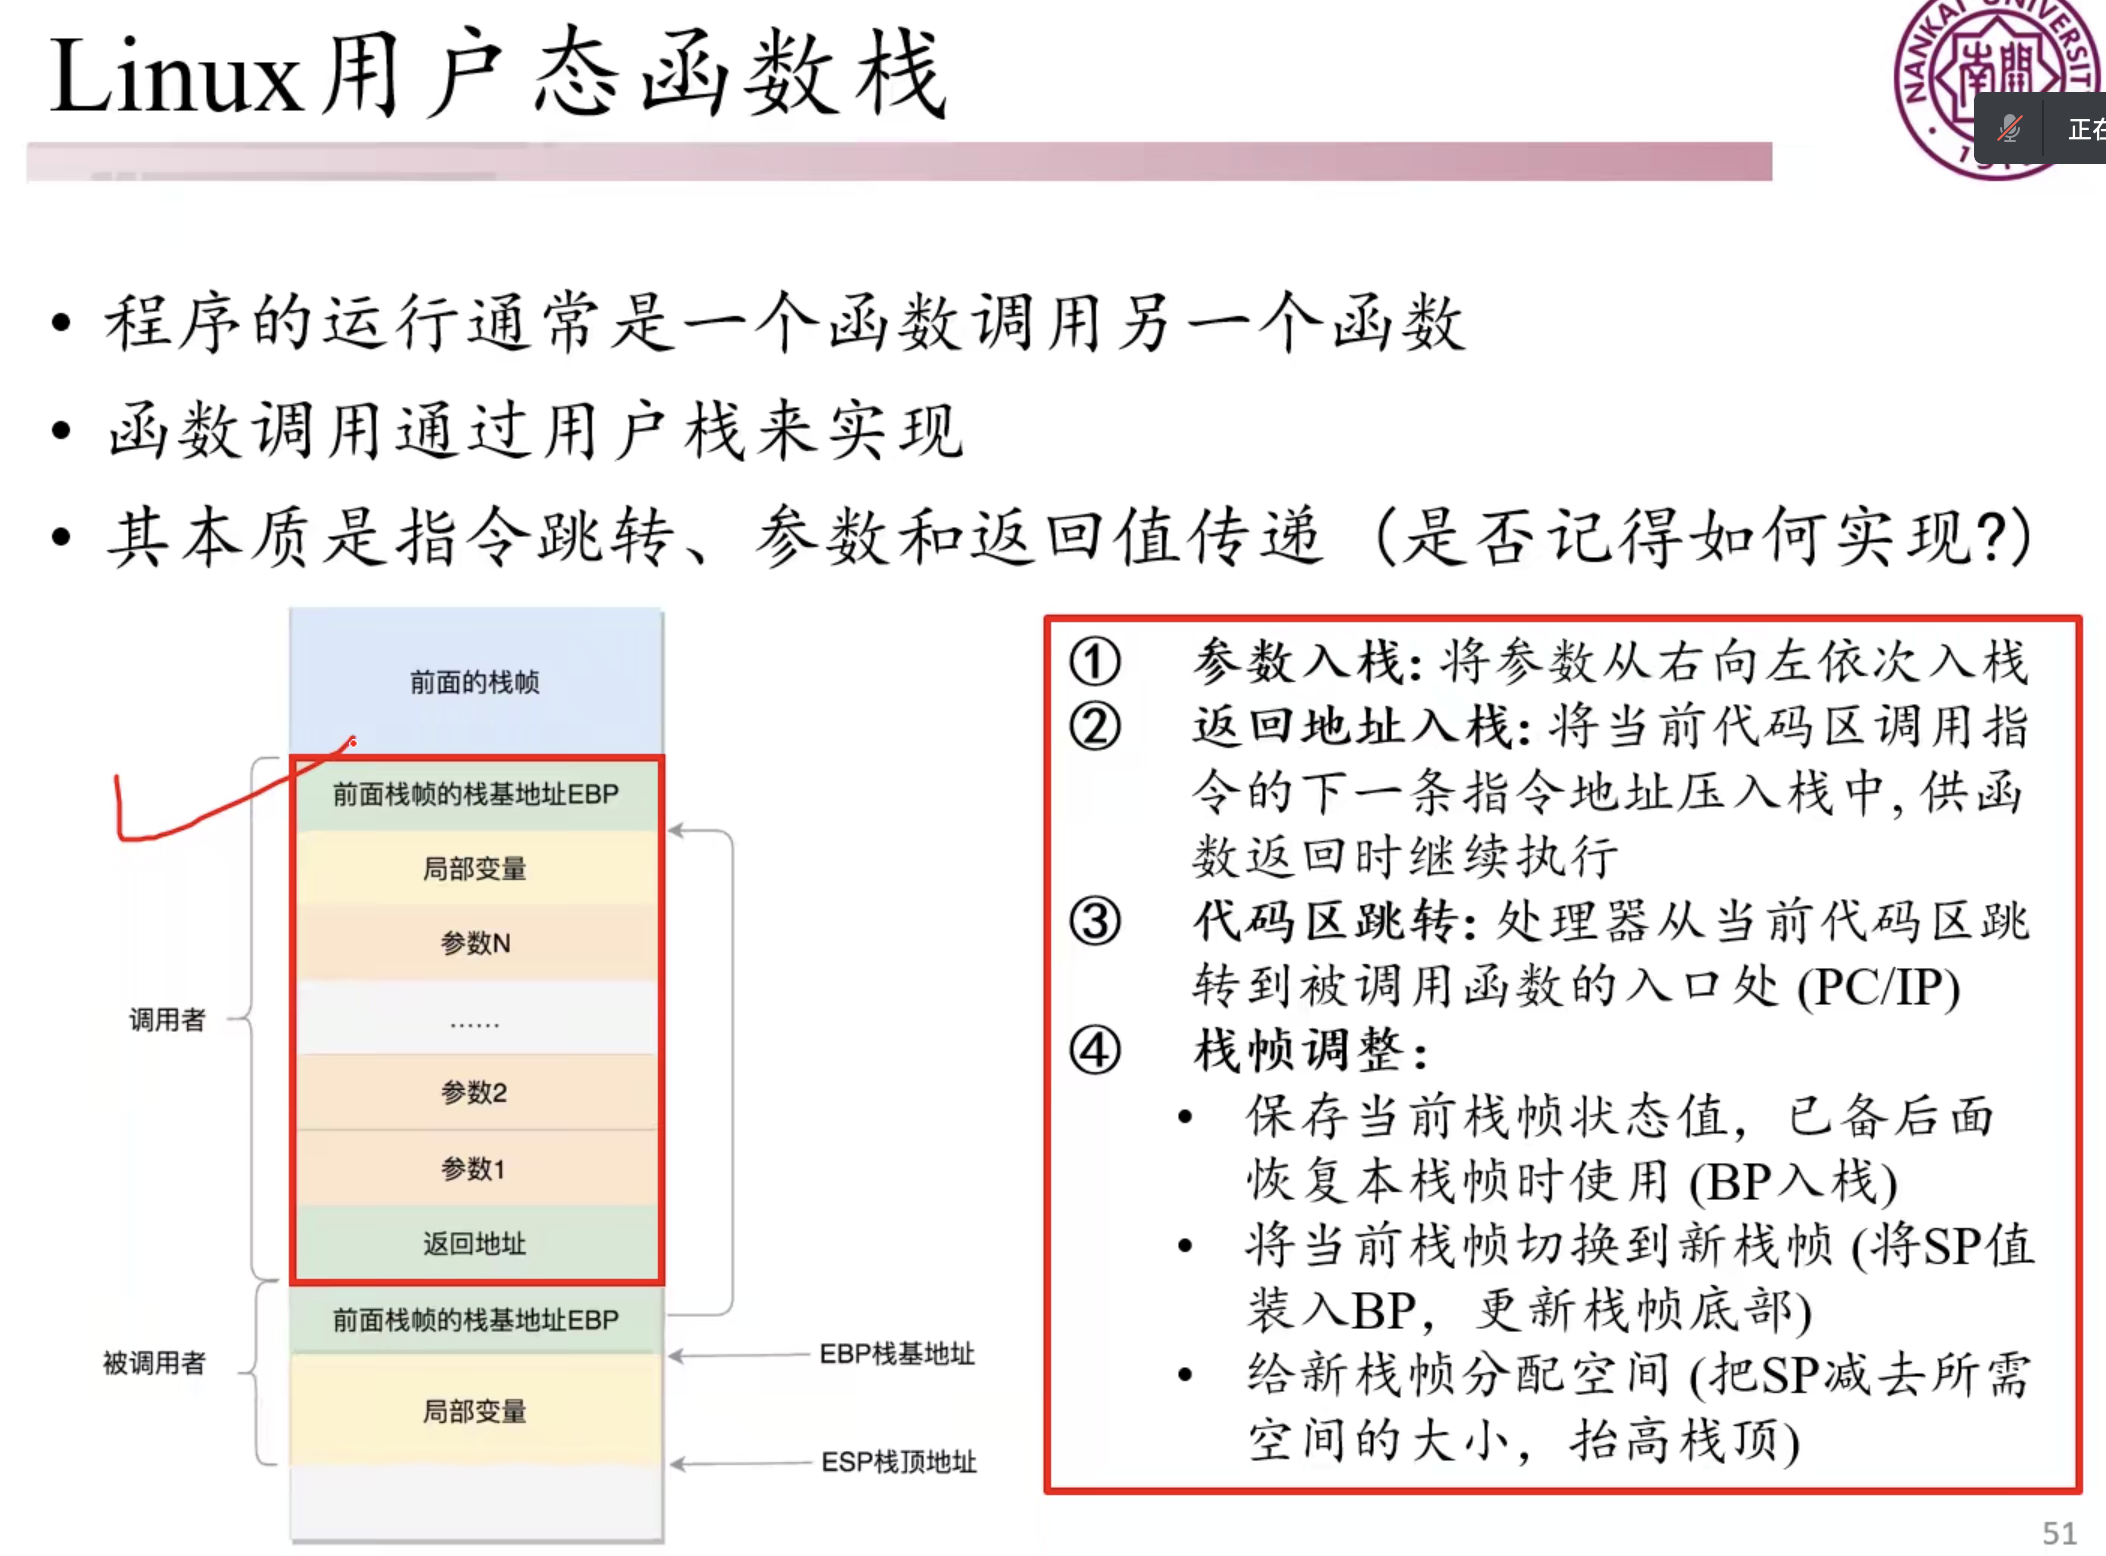 Linux用户态函数栈
NANKAI UNIVERSIT
南開
正在
• 程序的运行通常是一个函数调用另一个函数
• 函数调用通过用户栈来实现
• 其本质是指令跳转、参数和返回值传递（是否记得如何实现?）
前面的栈帧
前面栈帧的栈基地址EBP
局部变量
参数N
......
参数2
参数1
返回地址
前面栈帧的栈基地址EBP
局部变量
调用者
被调用者
EBP栈基地址
ESP栈顶地址
① 参数入栈: 将参数从右向左依次入栈
② 返回地址入栈: 将当前代码区调用指
令的下一条指令地址压入栈中, 供函
数返回时继续执行
③ 代码区跳转: 处理器从当前代码区跳
转到被调用函数的入口处 (PC/IP)
④ 栈帧调整:
• 保存当前栈帧状态值，已备后面
恢复本栈帧时使用 (BP入栈)
• 将当前栈帧切换到新栈帧 (将SP值
装入BP，更新栈帧底部)
• 给新栈帧分配空间 (把SP减去所需
空间的大小，抬高栈顶)
51